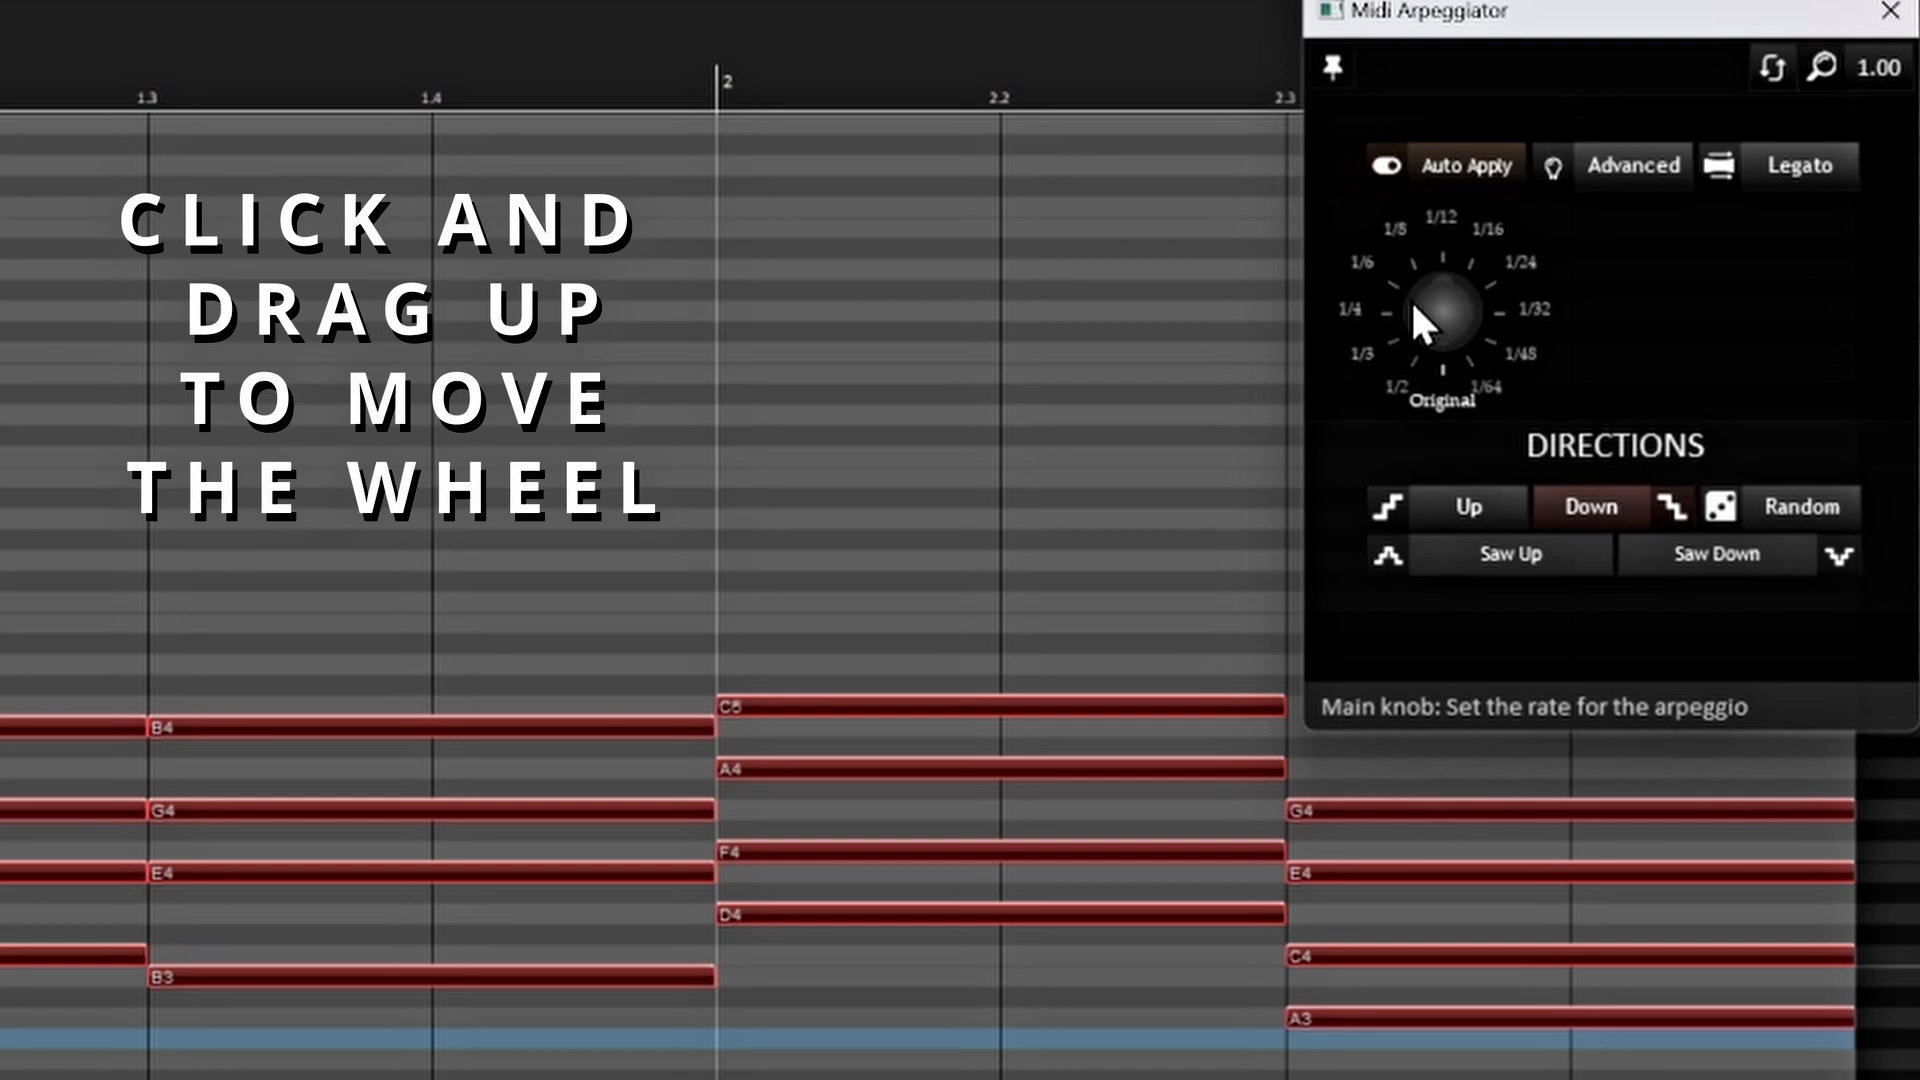 Midi Arpeggiator
1.00
2
1.3 1.4 2.2 2.3
Auto Apply Advanced Legato
CLICK AND
DRAG UP
TO MOVE
THE WHEEL
1/12
1/8 1/16
1/6 1/24
1/4 1/32
1/3 1/48
1/2 1/64
Original
DIRECTIONS
Up Down Random
Saw Up Saw Down
Main knob: Set the rate for the arpeggio
C5
B4
A4
G4 G4
F4
E4 E4
D4
C4
B3
A3